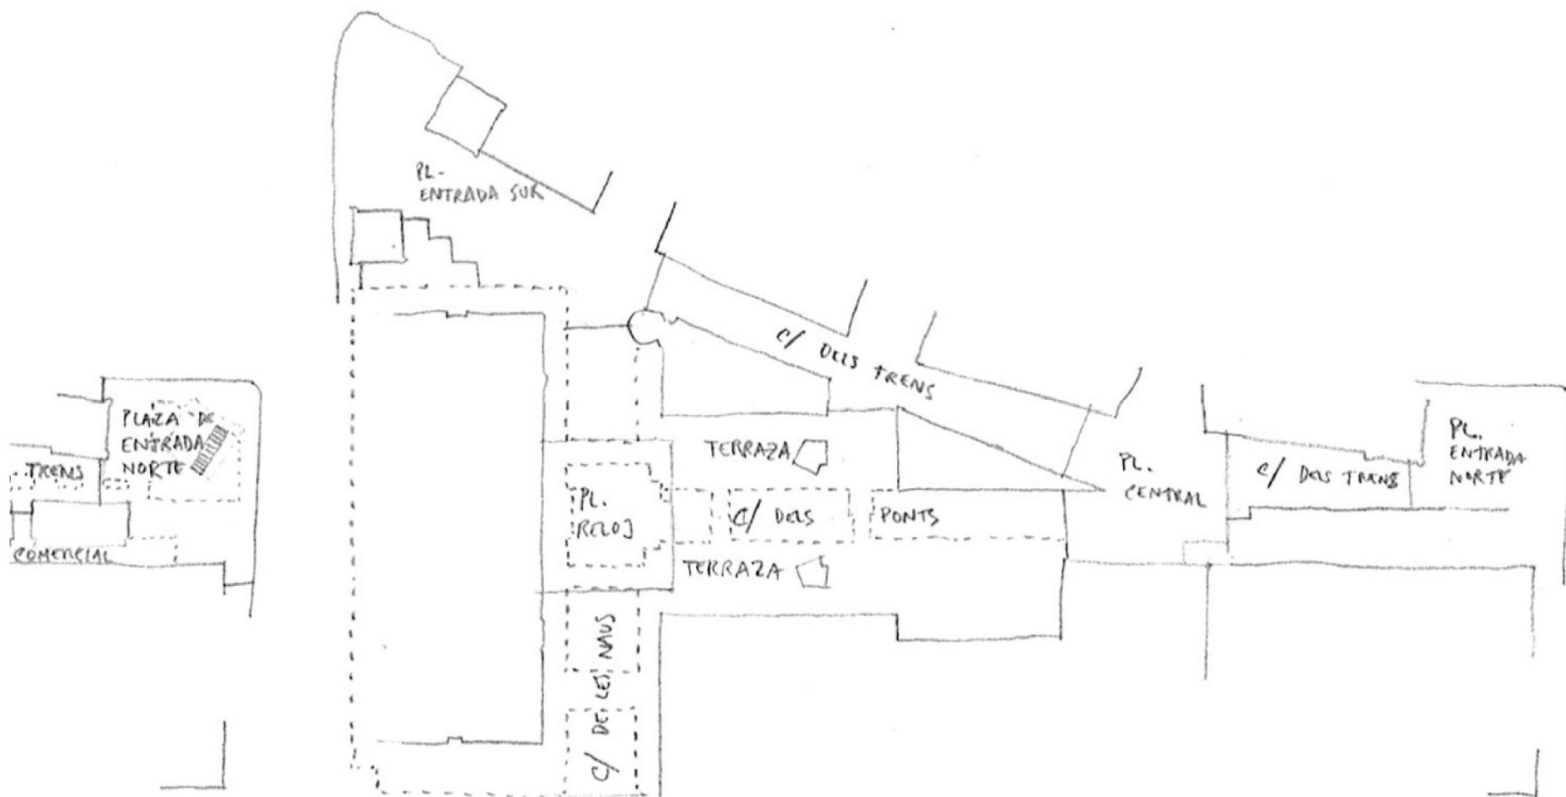 PL.
ENTRADA SUR
C/ DELS TRENS
PLAZA DE
ENTRADA
NORTE
TRENS
COMERCIAL
TERRAZA
PL.
RELOJ
C/ DELS PONTS
TERRAZA
C/ DE LES NAUS
PL.
CENTRAL
C/ DELS TRENS
PL.
ENTRADA
NORTE